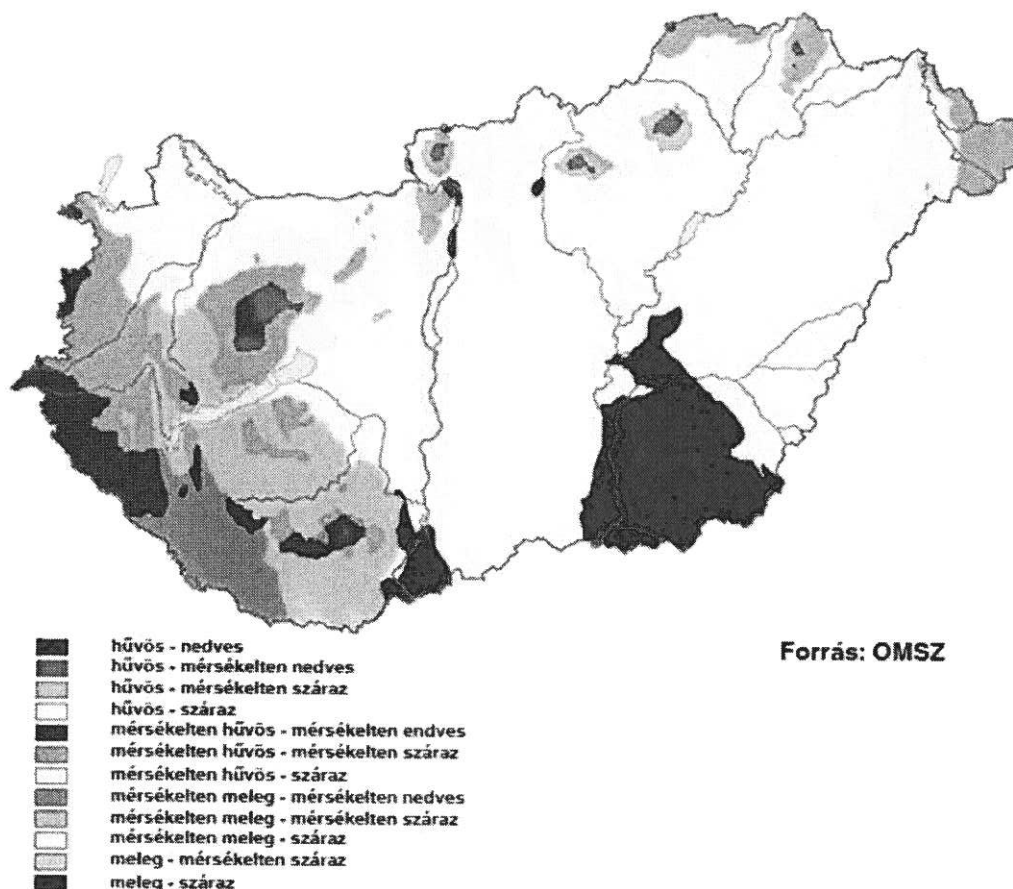 hűvös - nedves
hűvös - mérsékelten nedves
hűvös - mérsékelten száraz
hűvös - száraz
mérsékelten hűvös - mérsékelten endves
mérsékelten hűvös - mérsékelten száraz
mérsékelten hűvös - száraz
mérsékelten meleg - mérsékelten nedves
mérsékelten meleg - mérsékelten száraz
mérsékelten meleg - száraz
meleg - mérsékelten száraz
meleg - száraz
Forrás: OMSZ